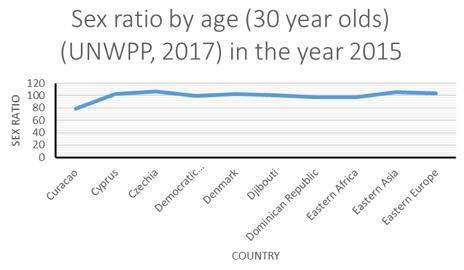 Sex ratio by age (30 year olds)
(UNWPP, 2017) in the year 2015
SEX RATIO
120
100
80
60
40
20
0
Curacao
Cyprus
Czechia
Democratic...
Denmark
Djibouti
Dominican Republic
Eastern Africa
Eastern Asia
Eastern Europe
COUNTRY